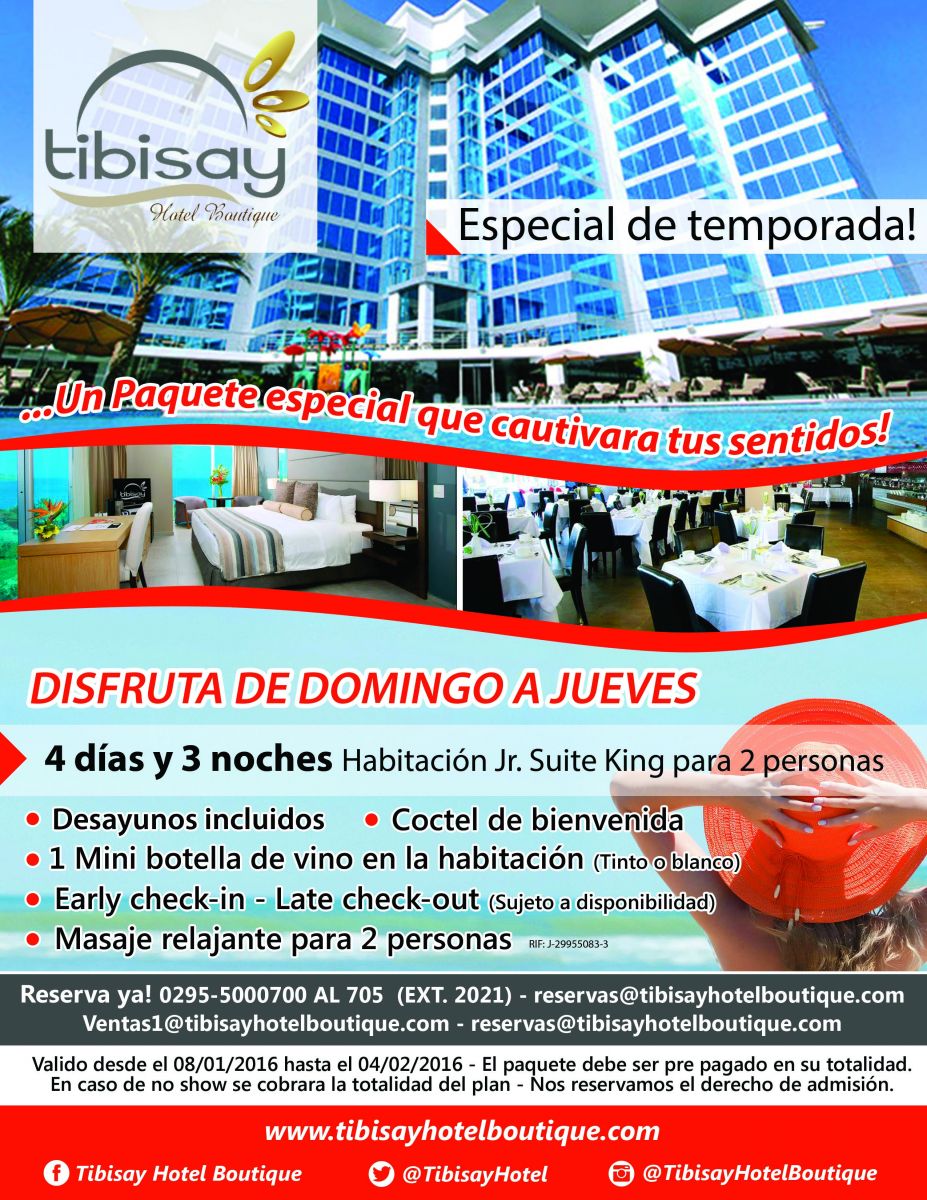 tibisay
Hotel Boutique
Especial de temporada!
...Un Paquete especial que cautivara tus sentidos!
tibisay
DISFRUTA DE DOMINGO A JUEVES
4 días y 3 noches Habitación Jr. Suite King para 2 personas
• Desayunos incluidos • Coctel de bienvenida
• 1 Mini botella de vino en la habitación (Tinto o blanco)
• Early check-in - Late check-out (Sujeto a disponibilidad)
• Masaje relajante para 2 personas RIF: J-29955083-3
Reserva ya! 0295-5000700 AL 705 (EXT. 2021) - reservas@tibisayhotelboutique.com
Ventas1@tibisayhotelboutique.com - reservas@tibisayhotelboutique.com
Valido desde el 08/01/2016 hasta el 04/02/2016 - El paquete debe ser pre pagado en su totalidad.
En caso de no show se cobrara la totalidad del plan - Nos reservamos el derecho de admisión.
www.tibisayhotelboutique.com
Tibisay Hotel Boutique @TibisayHotel @TibisayHotelBoutique